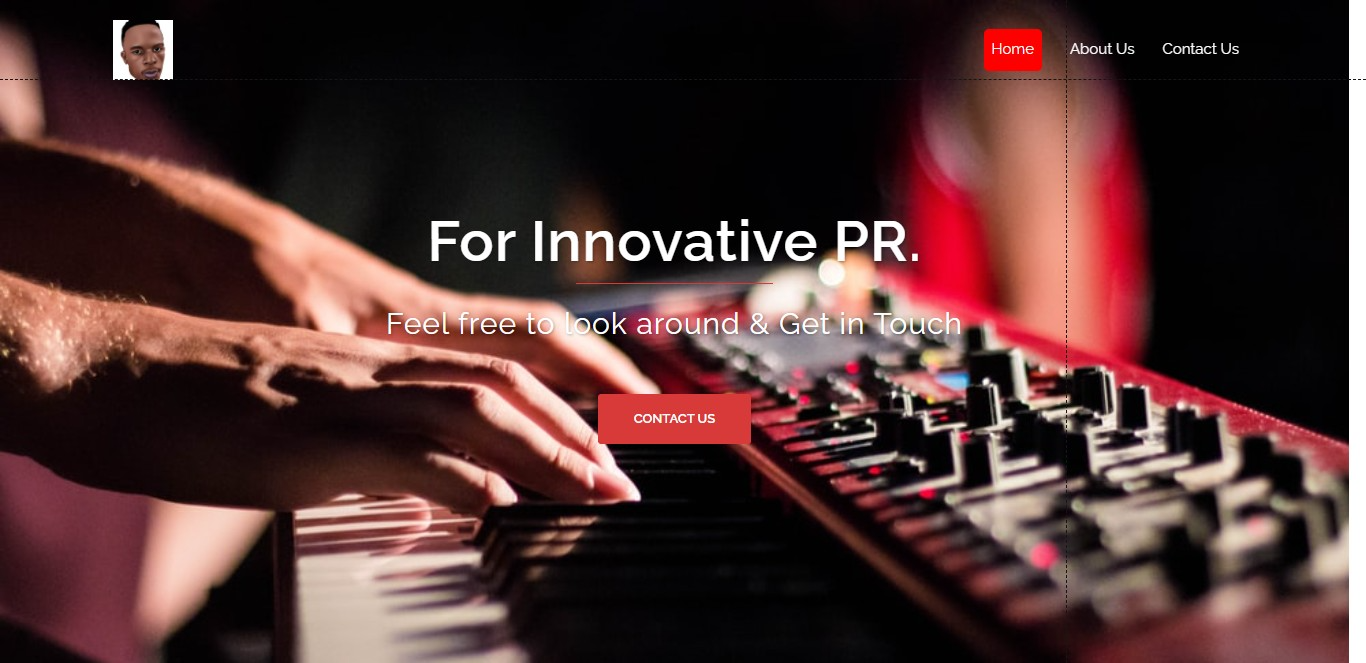 Home
About Us
Contact Us
For Innovative PR.
Feel free to look around & Get in Touch
CONTACT US